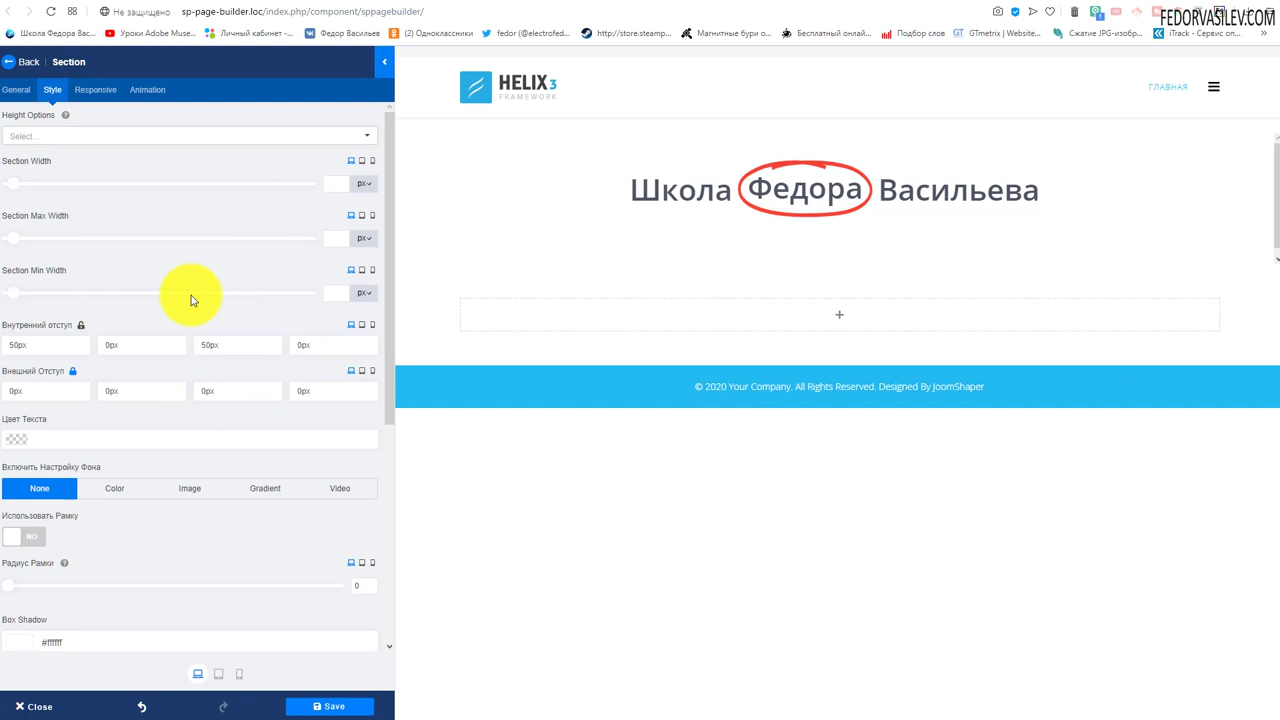 Не защищено sp-page-builder.loc/index.php/component/sppagebuilder/
FEDORVASILEV.COM
Школа Федора Вас...
Уроки Adobe Muse...
Личный кабинет -...
Федор Васильев
(2) Одноклассники
fedor (@electrofed...
http://store.steamp...
Магнитные бури о...
Бесплатный онлай...
Подбор слов
GTmetrix | Website...
Сжатие JPG-изобр...
iTrack - Сервис оп...
Back Section
General Style Responsive Animation
Height Options
Select...
Section Width
px
Section Max Width
px
Section Min Width
px
Внутренний отступ
50px 0px 50px 0px
Внешний Отступ
0px 0px 0px 0px
Цвет Текста
Включить Настройку Фона
None Color Image Gradient Video
Использовать Рамку
NO
Радиус Рамки
0
Box Shadow
#ffffff
Close Save
HELIX 3
FRAMEWORK
ГЛАВНАЯ
Школа Федора Васильева
+
© 2020 Your Company. All Rights Reserved. Designed By JoomShaper